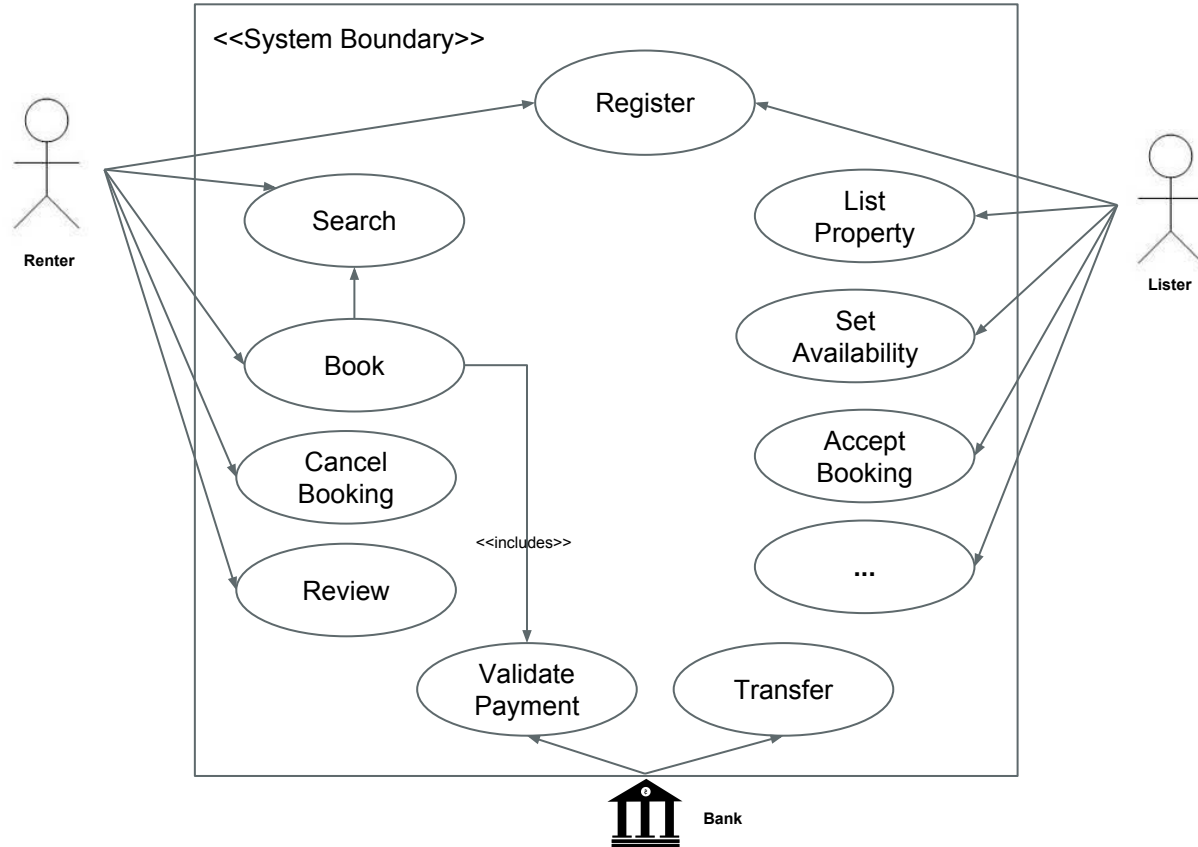 <<System Boundary>>
Register
Search
List
Property
Renter
Lister
Set
Availability
Book
Accept
Booking
Cancel
Booking
<<includes>>
...
Review
Validate
Payment
Transfer
$
Bank